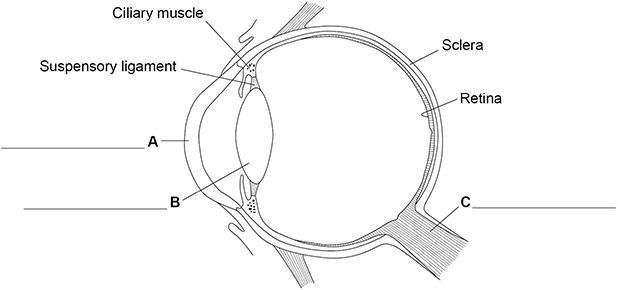 Ciliary muscle
Suspensory ligament
Sclera
Retina
A
B
C